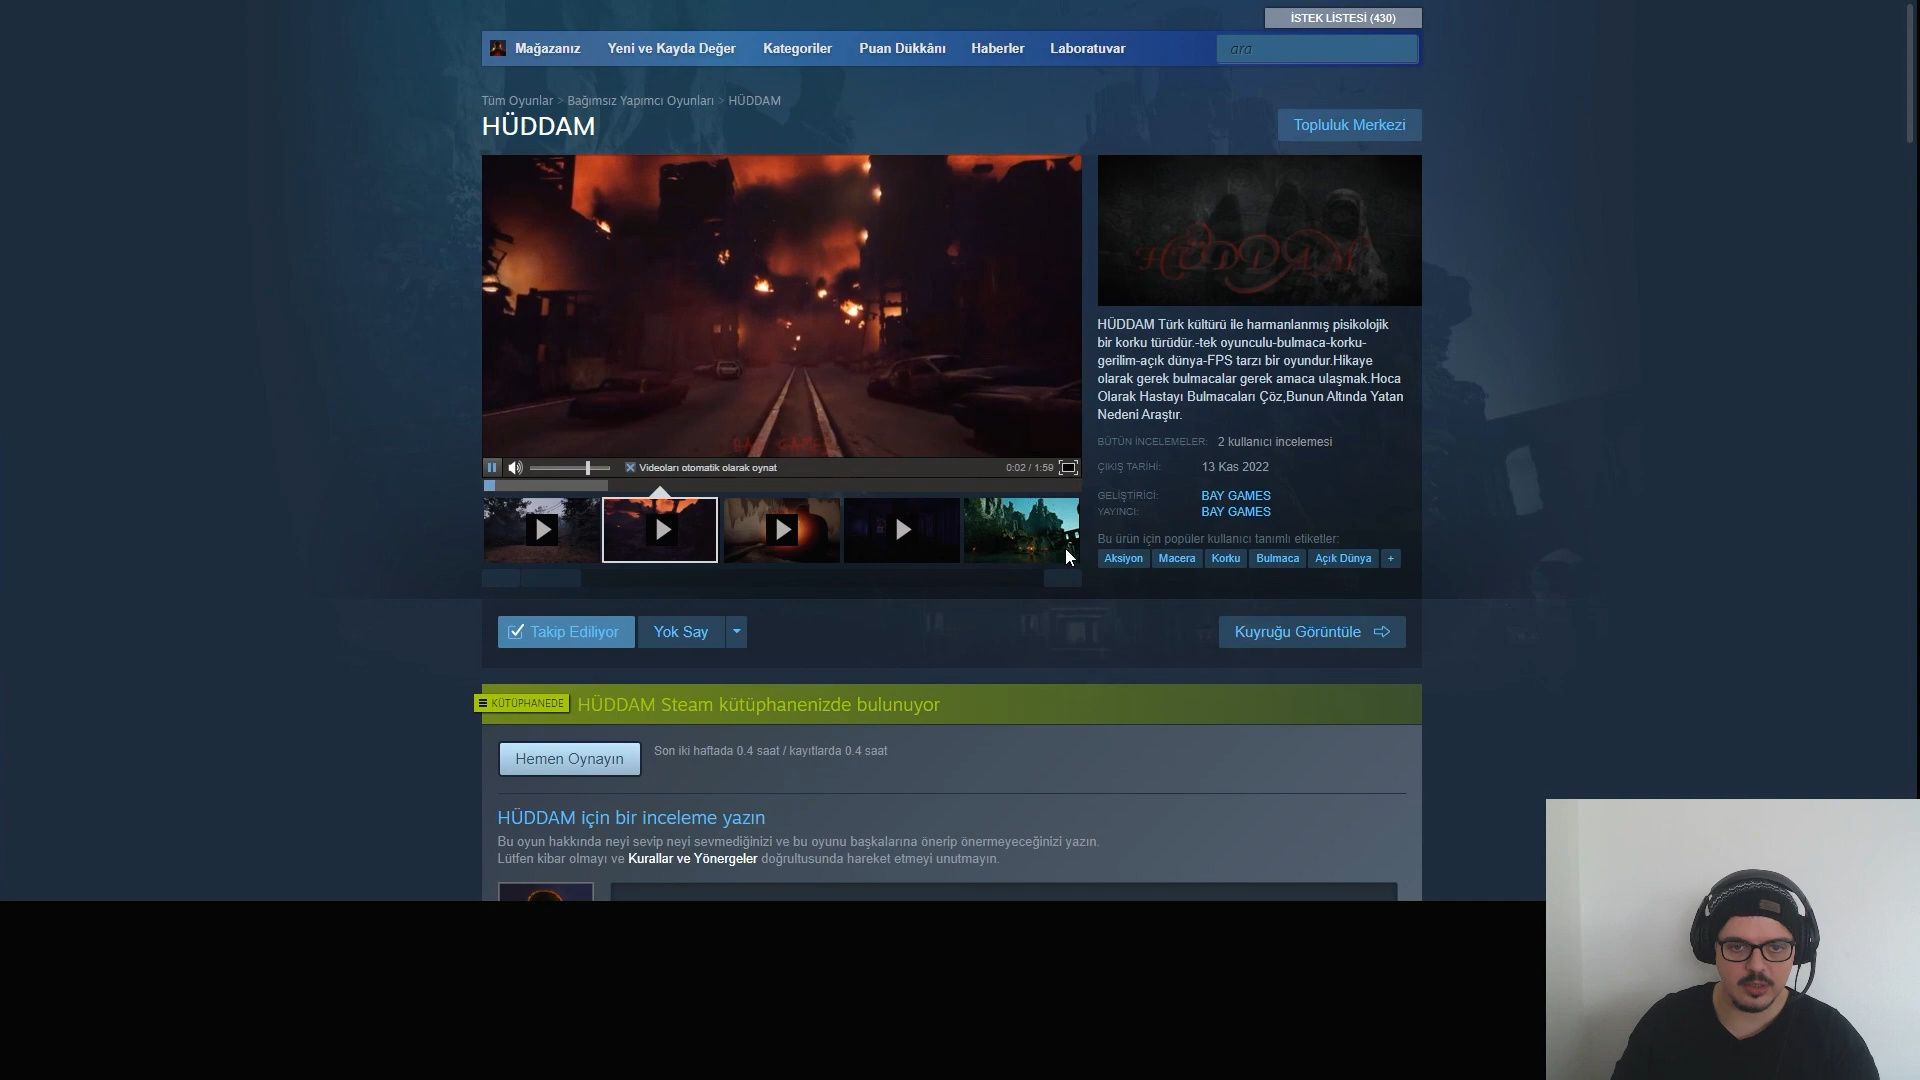 İSTEK LİSTESİ (430)
Mağazanız Yeni ve Kayda Değer Kategoriler Puan Dükkânı Haberler Laboratuvar ara
Tüm Oyunlar > Bağımsız Yapımcı Oyunları > HÜDDAM
HÜDDAM
Topluluk Merkezi
HÜDDAM
HÜDDAM Türk kültürü ile harmanlanmış pisikolojik
bir korku türüdür.-tek oyunculu-bulmaca-korku-
gerilim-açık dünya-FPS tarzı bir oyundur.Hikaye
olarak gerek bulmacalar gerek amaca ulaşmak.Hoca
Olarak Hastayı Bulmacaları Çöz,Bunun Altında Yatan
Nedeni Araştır.
BÜTÜN İNCELEMELER: 2 kullanıcı incelemesi
ÇIKIŞ TARİHİ: 13 Kas 2022
GELİŞTİRİCİ: BAY GAMES
YAYINCI: BAY GAMES
Bu ürün için popüler kullanıcı tanımlı etiketler:
Aksiyon Macera Korku Bulmaca Açık Dünya +
BAY GAMES
Videoları otomatik olarak oynat 0:02 / 1:59
Takip Ediliyor Yok Say Kuyruğu Görüntüle
KÜTÜPHANEDE HÜDDAM Steam kütüphanenizde bulunuyor
Hemen Oynayın Son iki haftada 0.4 saat / kayıtlarda 0.4 saat
HÜDDAM için bir inceleme yazın
Bu oyun hakkında neyi sevip neyi sevmediğinizi ve bu oyunu başkalarına önerip önermeyeceğinizi yazın.
Lütfen kibar olmayı ve Kurallar ve Yönergeler doğrultusunda hareket etmeyi unutmayın.